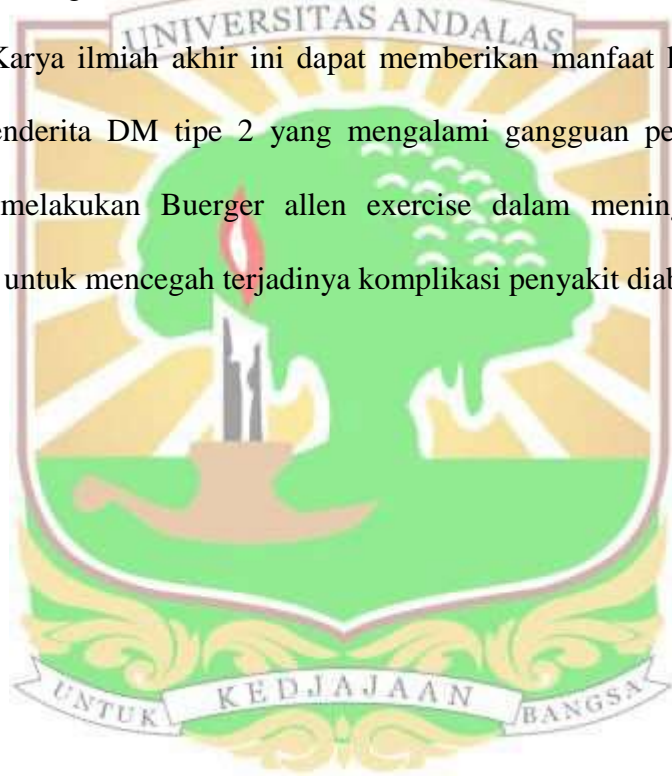 UNIVERSITAS ANDALAS
Karya ilmiah akhir ini dapat memberikan manfaat
enderita DM tipe 2 yang mengalami gangguan pe
melakukan Buerger allen exercise dalam mening
untuk mencegah terjadinya komplikasi penyakit diab
UNTUK KEDJAJAAN BANGSA